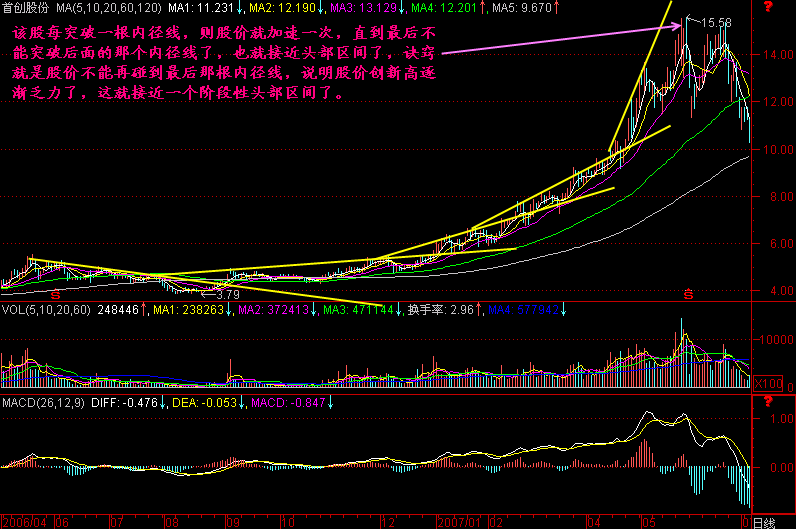 首创股份 MA(5,10,20,60,120) MA1: 11.231↓, MA2: 12.190↓, MA3: 13.129↓, MA4: 12.201↑, MA5: 9.670↑
?
该股每突破一根内径线，则股价就加速一次，直到最后不
能突破后面的那个内径线了，也就接近头部区间了，诀窍
就是股价不能再碰到最后那根内径线，说明股价创新高逐
渐乏力了，这就接近一个阶段性头部区间了。
15.58
14.00
12.00
10.00
8.00
6.00
4.00
3.79
S
S
VOL(5,10,20,60) 248446↑, MA1: 238263↓, MA2: 372413↓, MA3: 471144↓, 换手率: 2.96↑, MA4: 577942↓
10000
X100
0
MACD(26,12,9) DIFF: -0.476↓, DEA: -0.053↓, MACD: -0.847↓
?
1.00
0.00
2006/04 06 07 08 09 10 12 2007/01 02 04 05 日线